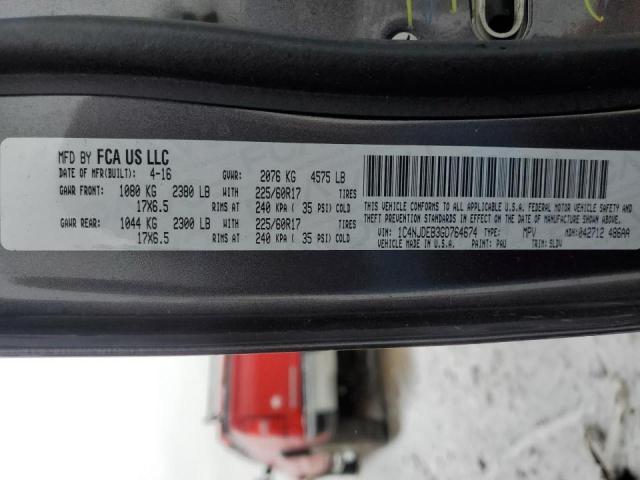 MFD BY FCA US LLC
DATE OF MFR(BUILT): 4-16 GVWR: 2076 KG 4575 LB
GAWR FRONT: 1080 KG 2380 LB WITH 225/60R17 TIRES
17X6.5 RIMS AT 240 KPA ( 35 PSI) COLD
GAWR REAR: 1044 KG 2300 LB WITH 225/60R17 TIRES
17X6.5 RIMS AT 240 KPA ( 35 PSI) COLD
THIS VEHICLE CONFORMS TO ALL APPLICABLE U.S.A. FEDERAL MOTOR VEHICLE SAFETY AND
THEFT PREVENTION STANDARDS IN EFFECT ON THE DATE OF MANUFACTURE SHOWN ABOVE.
VIN: 1C4NJDEB3GD764674 TYPE: MPV MDH: 042712 486AA
VEHICLE MADE IN U.S.A. PAINT: PAU TRIM: SLDV